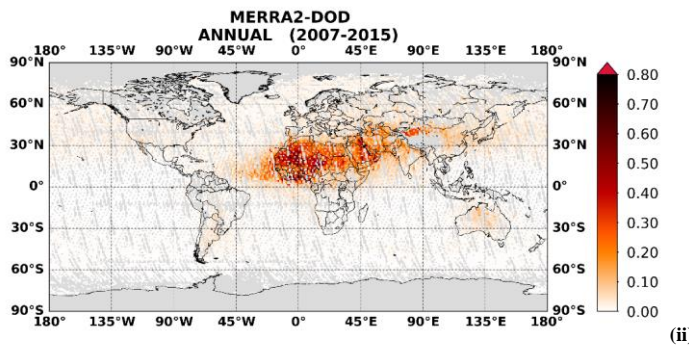 MERRA2-DOD
ANNUAL (2007-2015)
180° 135°W 90°W 45°W 0° 45°E 90°E 135°E 180°
90°N 90°N
60°N 60°N
30°N 30°N
0° 0°
30°S 30°S
60°S 60°S
90°S 90°S
180° 135°W 90°W 45°W 0° 45°E 90°E 135°E 180°
0.80
0.70
0.60
0.50
0.40
0.30
0.20
0.10
0.00
(ii)